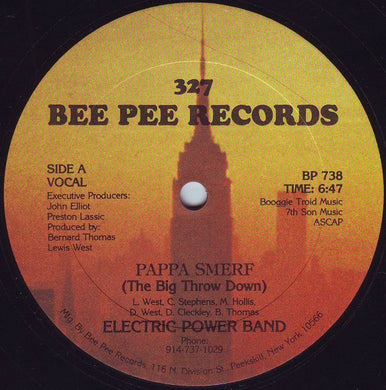 327
BEE PEE RECORDS
SIDE A
VOCAL
Executive Producers:
John Elliot
Preston Lassic
Produced by:
Bernard Thomas
Lewis West
BP 738
TIME: 6:47
Booggie Troid Music
7th Son Music
ASCAP
PAPPA SMERF
(The Big Throw Down)
L. West, C. Stephens, M. Hollis,
D. West, D. Cleckley, B. Thomas
ELECTRIC POWER BAND
Phone:
914-737-1029
Mfg. By Bee Pee Records, 116 N. Division St., Peekskill, New York 10566